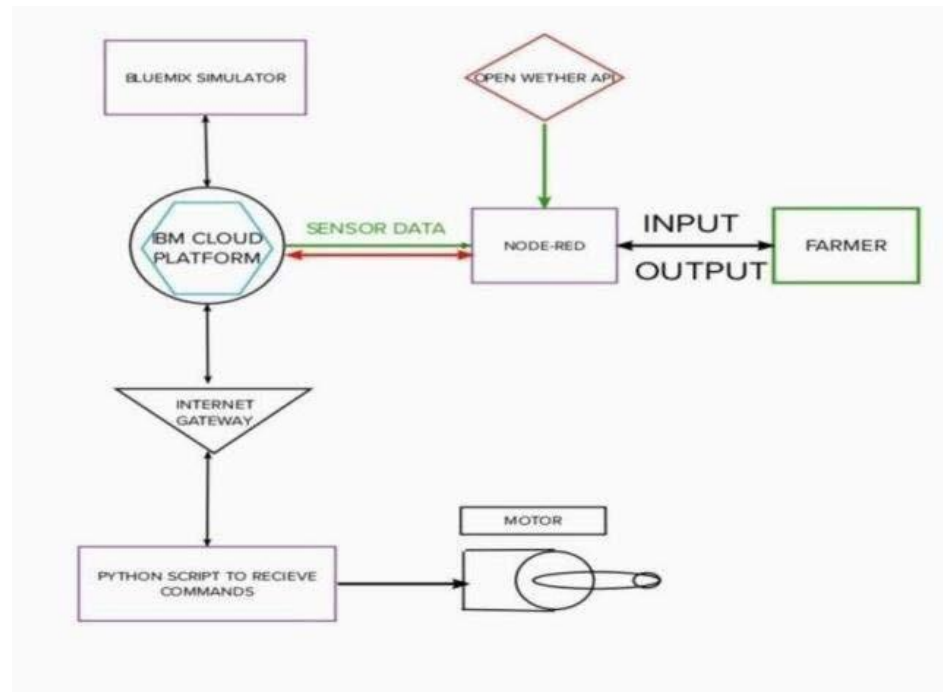 BLUEMIX SIMULATOR
OPEN WETHER API
IBM CLOUD
PLATFORM
SENSOR DATA
NODE-RED
INPUT
OUTPUT
FARMER
INTERNET
GATEWAY
MOTOR
PYTHON SCRIPT TO RECIEVE
COMMANDS